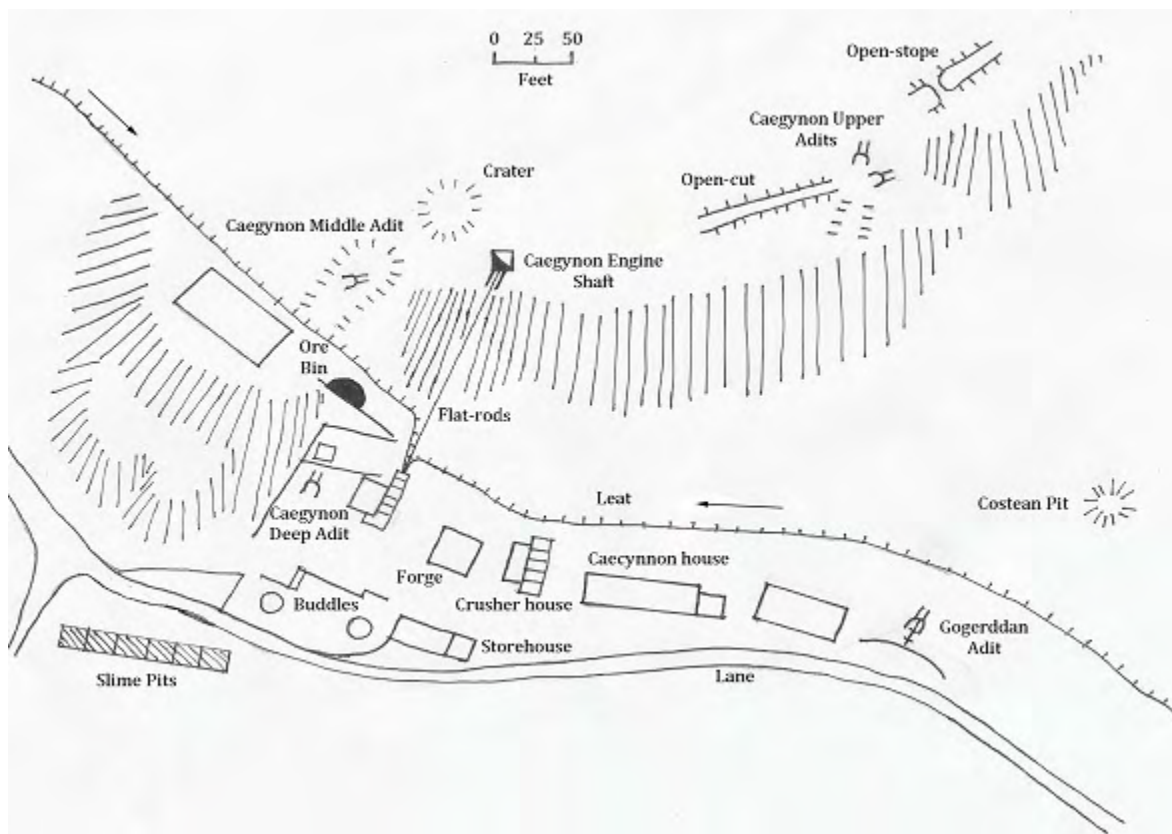 0 25 50
Feet
Open-stope
Caegynon Upper
Adits
Crater
Open-cut
Caegynon Middle Adit
Caegynon Engine
Shaft
Ore
Bin
Flat-rods
Leat
Costean Pit
Caegynon
Deep Adit
Caecynnon house
Forge
Crusher house
Buddles
Storehouse
Gogerddan
Adit
Slime Pits
Lane